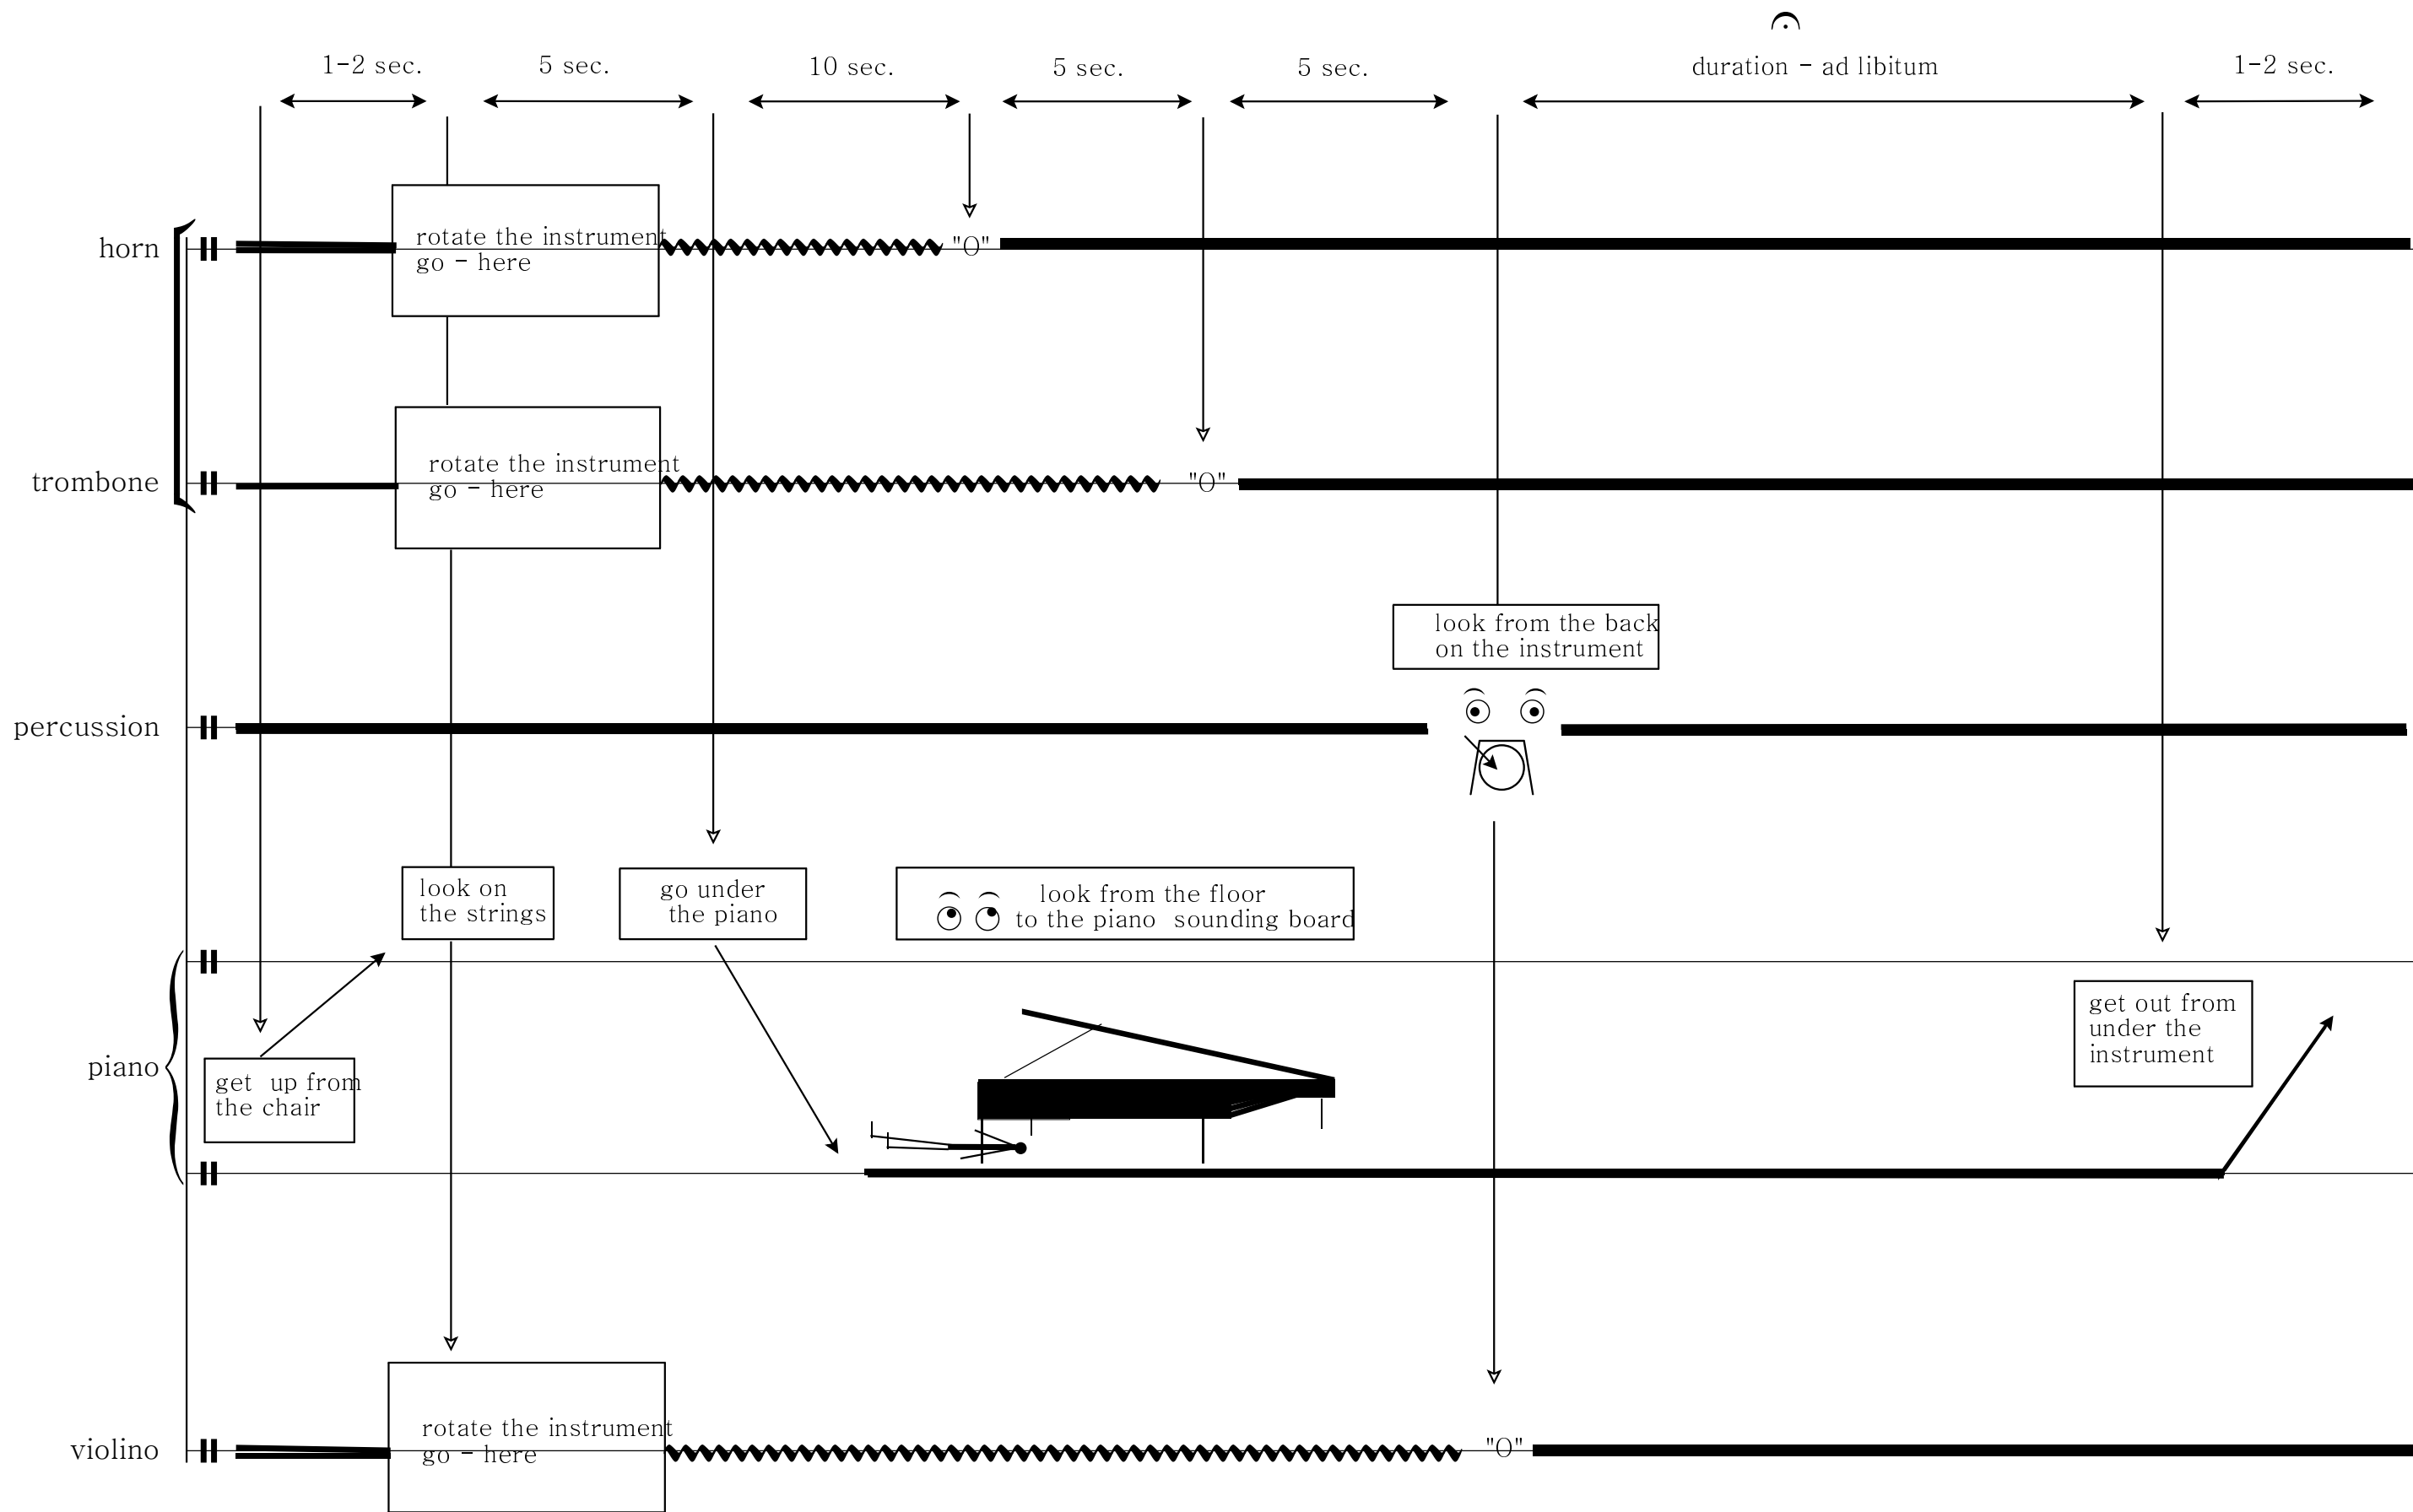 1-2 sec.
5 sec.
10 sec.
5 sec.
5 sec.
duration - ad libitum
1-2 sec.
horn
rotate the instrument
go - here
"O"
trombone
rotate the instrument
go - here
"O"
look from the back
on the instrument
percussion
look on
the strings
go under
the piano
look from the floor
to the piano sounding board
piano
get up from
the chair
get out from
under the
instrument
violino
rotate the instrument
go - here
"O"